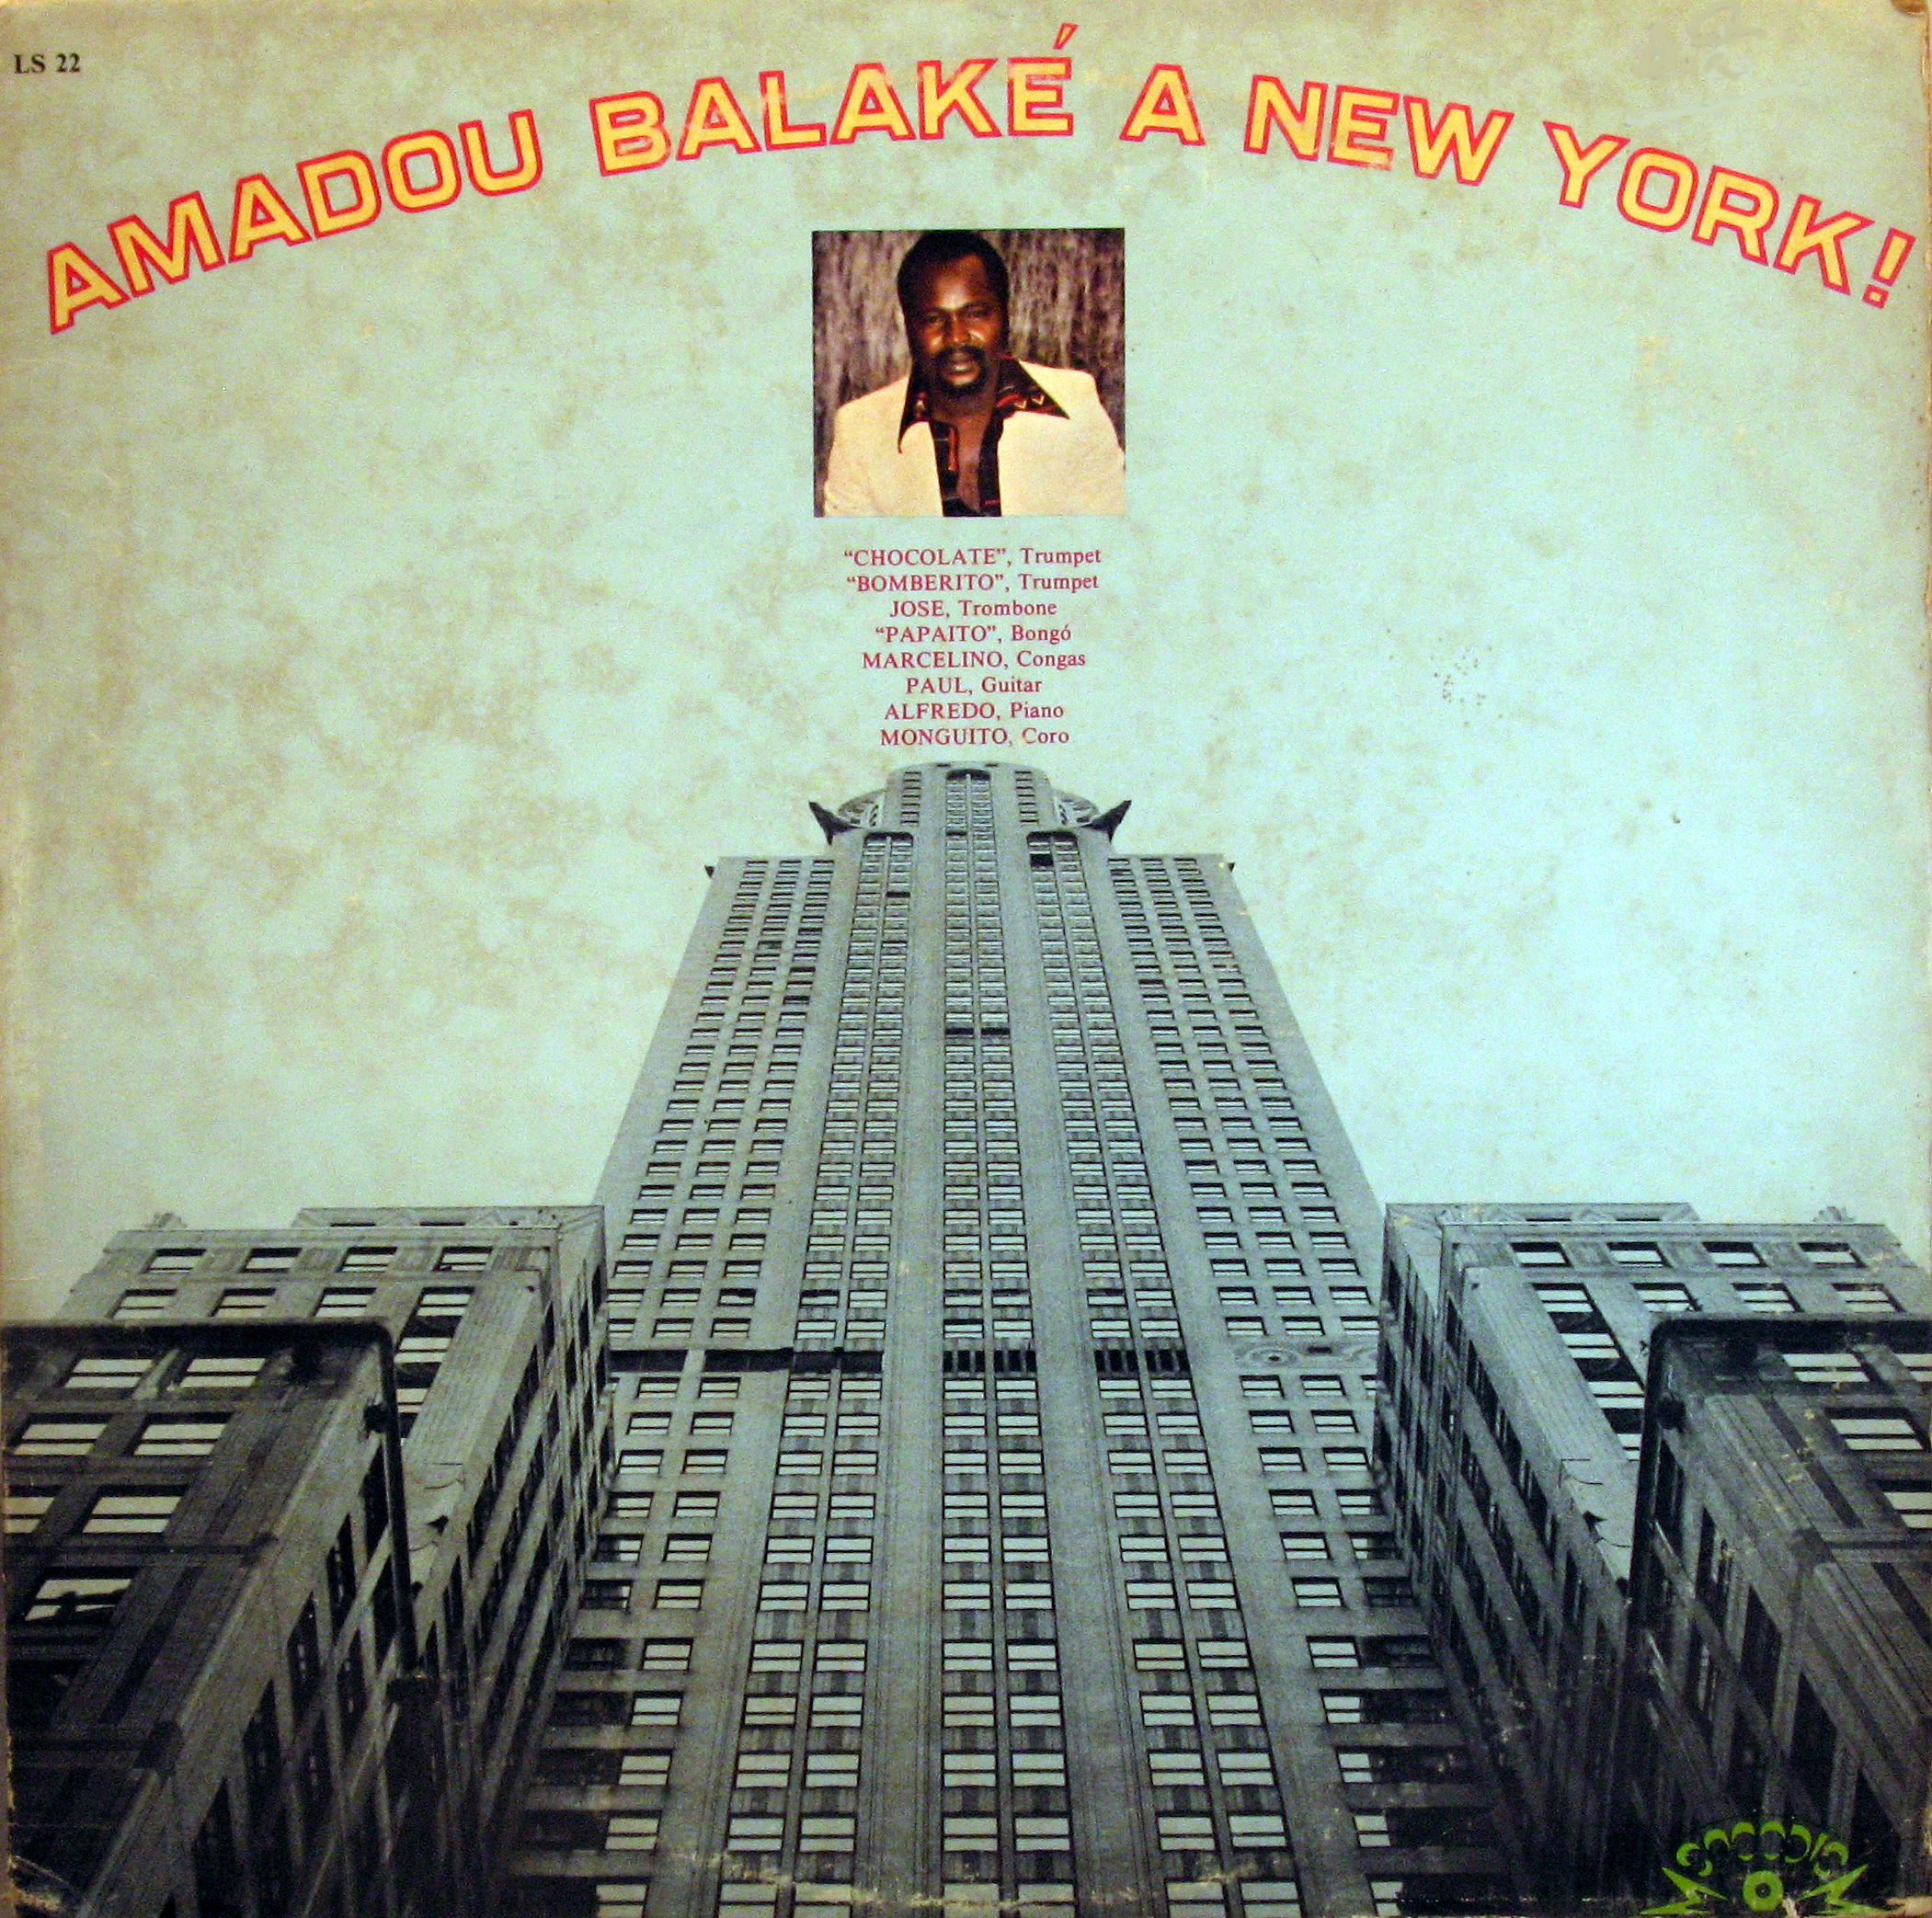 LS 22
AMADOU BALAKÉ A NEW YORK!
“CHOCOLATE”, Trumpet
“BOMBERITO”, Trumpet
JOSE, Trombone
“PAPAITO”, Bongó
MARCELINO, Congas
PAUL, Guitar
ALFREDO, Piano
MONGUITO, Coro